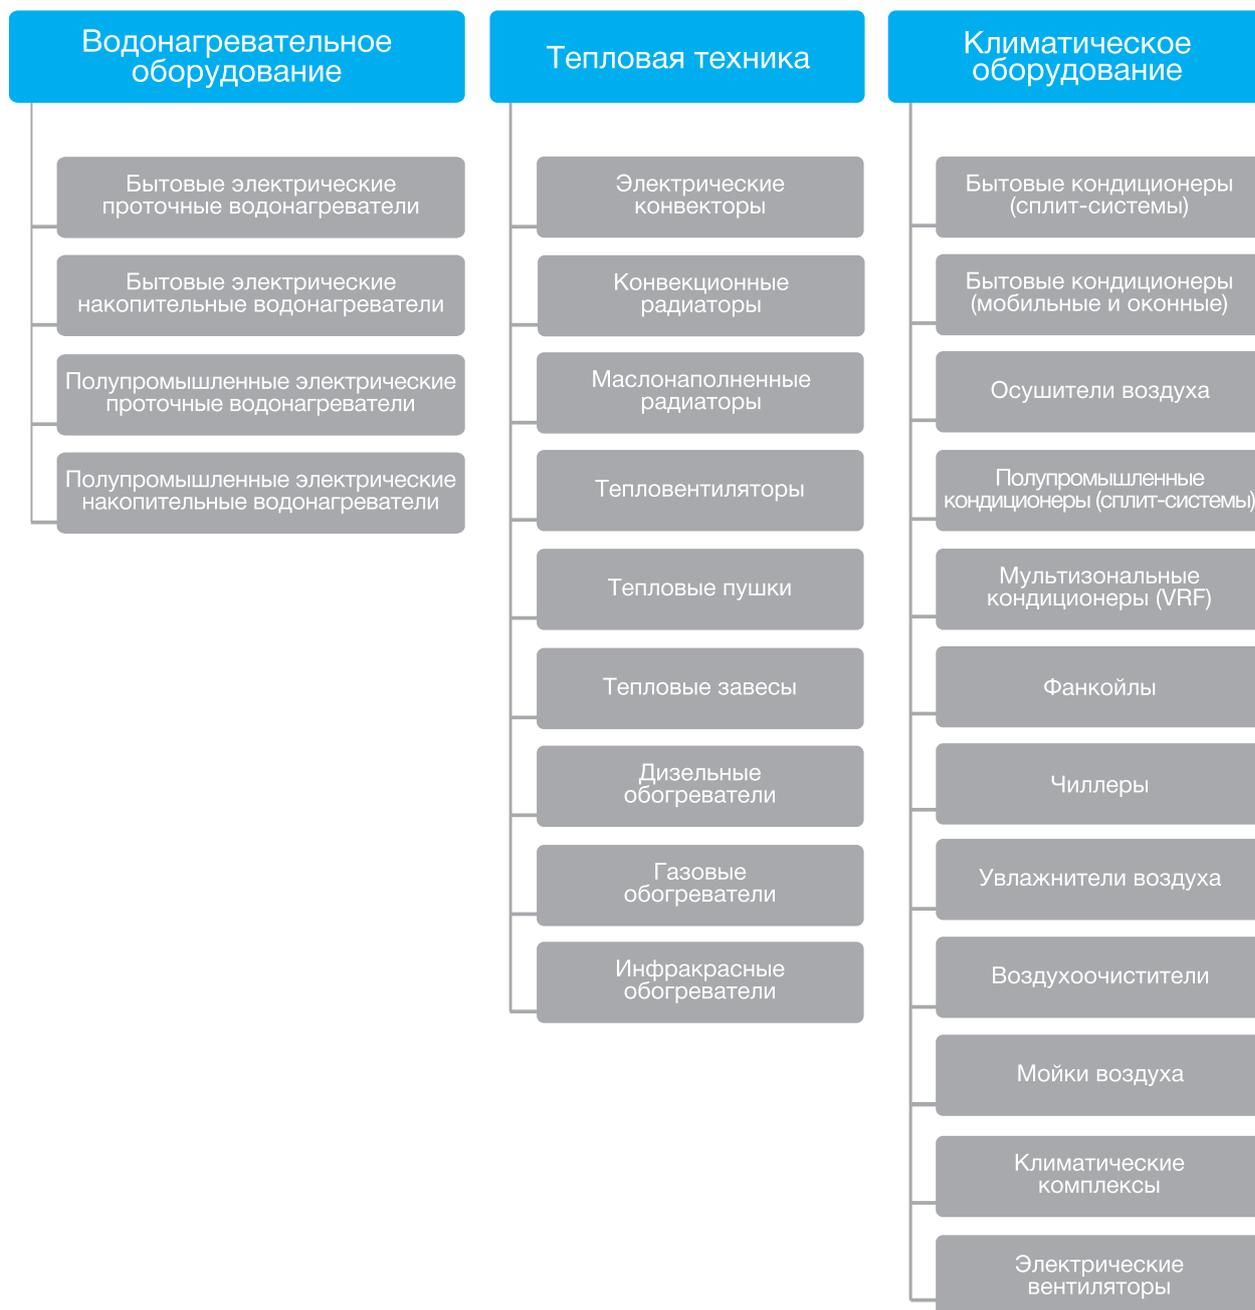 Водонагревательное
оборудование
Бытовые электрические
проточные водонагреватели
Бытовые электрические
накопительные водонагреватели
Полупромышленные электрические
проточные водонагреватели
Полупромышленные электрические
накопительные водонагреватели
Тепловая техника
Электрические
конвекторы
Конвекционные
радиаторы
Маслонаполненные
радиаторы
Тепловентиляторы
Тепловые пушки
Тепловые завесы
Дизельные
обогреватели
Газовые
обогреватели
Инфракрасные
обогреватели
Климатическое
оборудование
Бытовые кондиционеры
(сплит-системы)
Бытовые кондиционеры
(мобильные и оконные)
Осушители воздуха
Полупромышленные
кондиционеры (сплит-системы)
Мультизональные
кондиционеры (VRF)
Фанкойлы
Чиллеры
Увлажнители воздуха
Воздухоочистители
Мойки воздуха
Климатические
комплексы
Электрические
вентиляторы